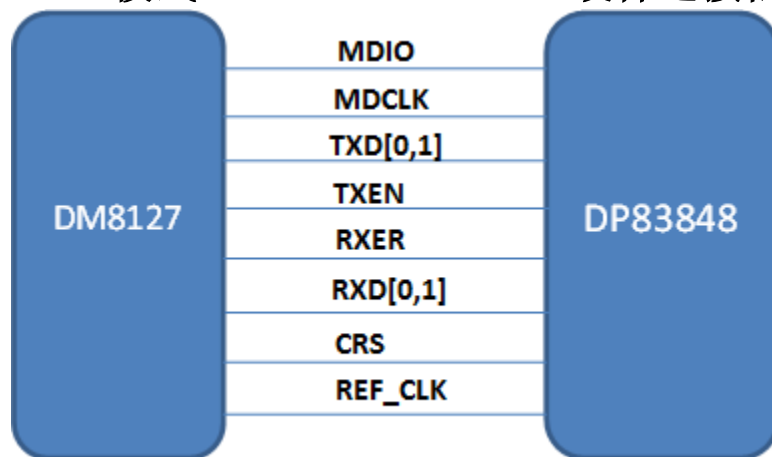 MDIO
MDCLK
TXD[0,1]
TXEN
DM8127
DP83848
RXER
RXD[0,1]
CRS
REF_CLK